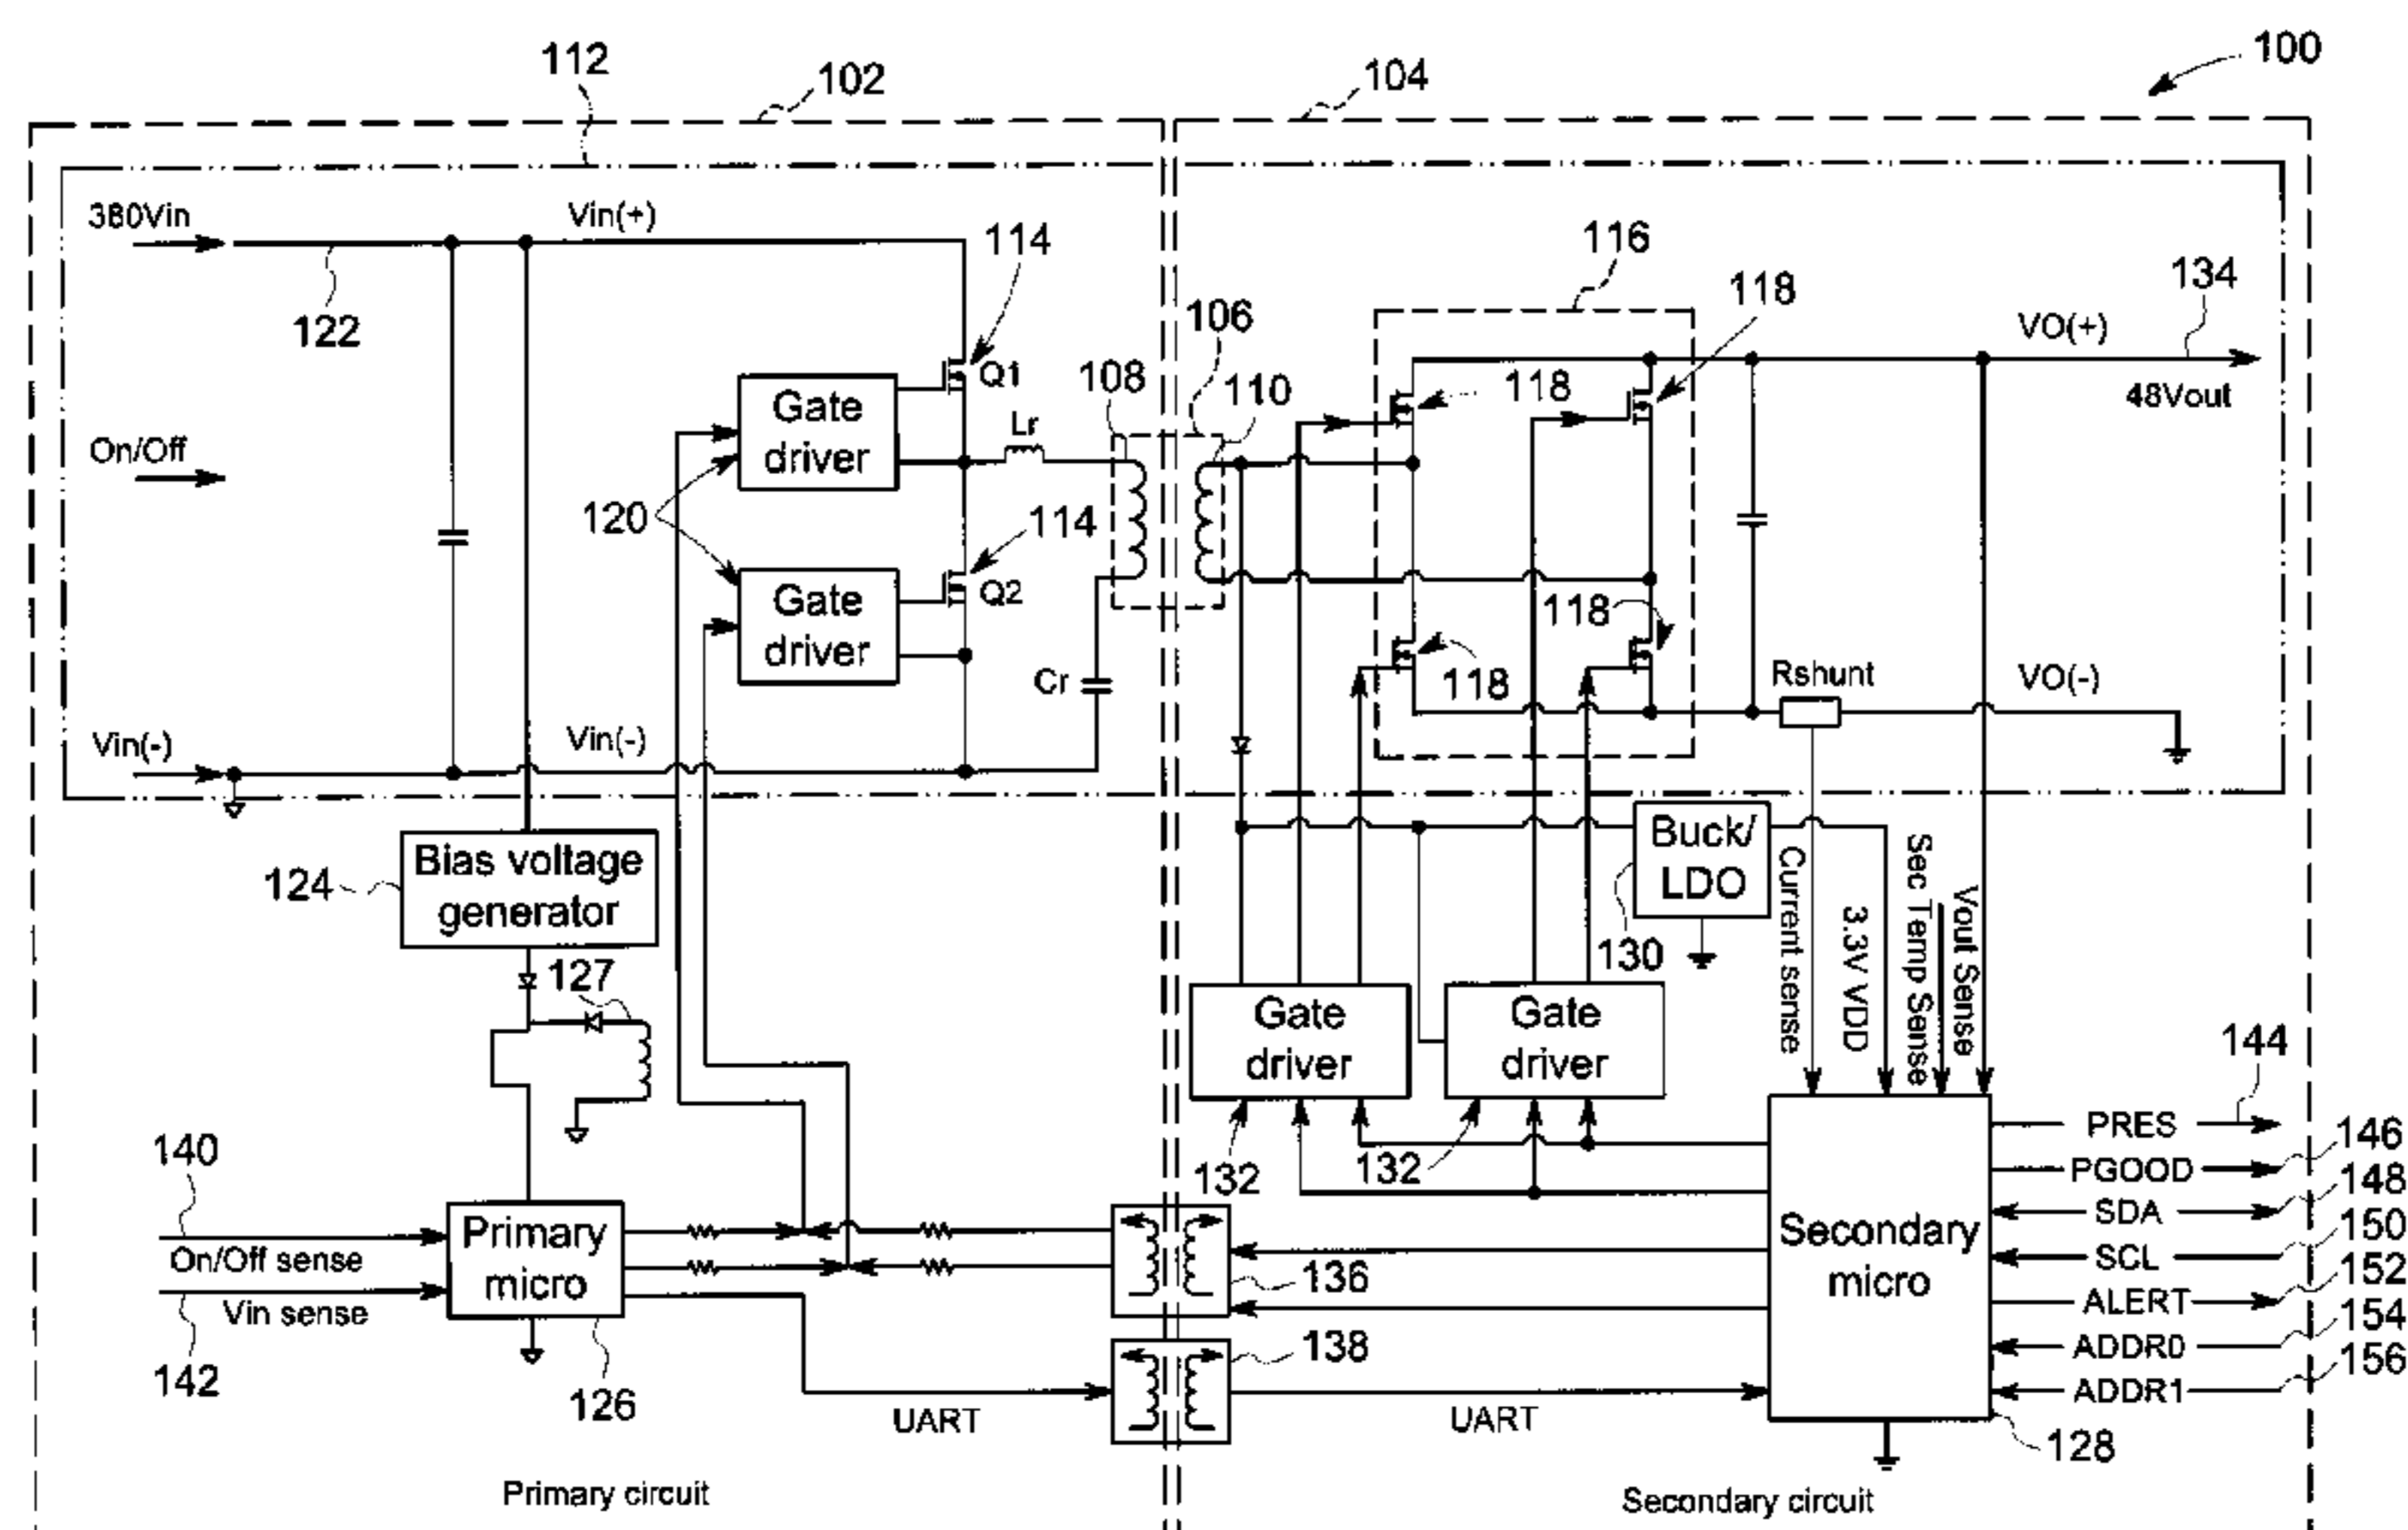 100
112
102
104
380Vin
Vin(+)
114
116
118
134
122
106
VO(+)
Q1
108
110
118
48Vout
Gate
driver
Lr
On/Off
120
114
Gate
driver
Q2
118
Cr
118
Rshunt
VO(-)
Vin(-)
Vin(-)
Bias voltage
generator
124
Buck/
LDO
130
Current sense
3.3V VDD
Sec Temp Sense
Vout Sense
127
Gate
driver
Gate
driver
144
PRES
146
140
132
132
PGOOD
148
On/Off sense
Primary
micro
Secondary
micro
SDA
150
SCL
152
Vin sense
136
ALERT
154
142
126
138
ADDR0
156
ADDR1
UART
UART
128
Primary circuit
Secondary circuit